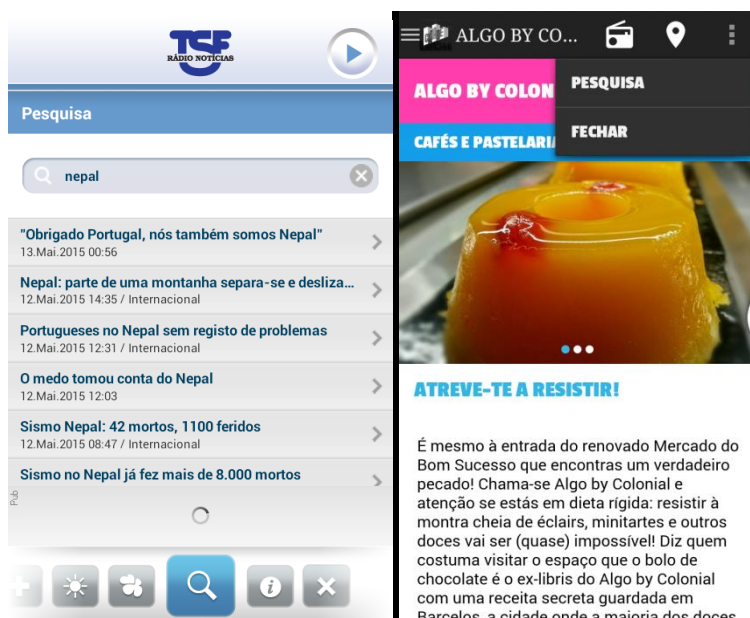 TSF
RÁDIO NOTÍCIAS
Pesquisa
nepal
"Obrigado Portugal, nós também somos Nepal"
13.Mai.2015 00:56
Nepal: parte de uma montanha separa-se e desliza...
12.Mai.2015 14:35 / Internacional
Portugueses no Nepal sem registo de problemas
12.Mai.2015 12:31 / Internacional
O medo tomou conta do Nepal
12.Mai.2015 12:03
Sismo Nepal: 42 mortos, 1100 feridos
12.Mai.2015 08:47 / Internacional
Sismo no Nepal já fez mais de 8.000 mortos
Pub
ALGO BY CO...
PESQUISA
FECHAR
ALGO BY COLON
CAFÉS E PASTELARIA
ATREVE-TE A RESISTIR!
É mesmo à entrada do renovado Mercado do
Bom Sucesso que encontras um verdadeiro
pecado! Chama-se Algo by Colonial e
atenção se estás em dieta rígida: resistir à
montra cheia de éclairs, minitartes e outros
doces vai ser (quase) impossível! Diz quem
costuma visitar o espaço que o bolo de
chocolate é o ex-libris do Algo by Colonial
com uma receita secreta guardada em
Barcelos, a cidade onde a maioria dos doces